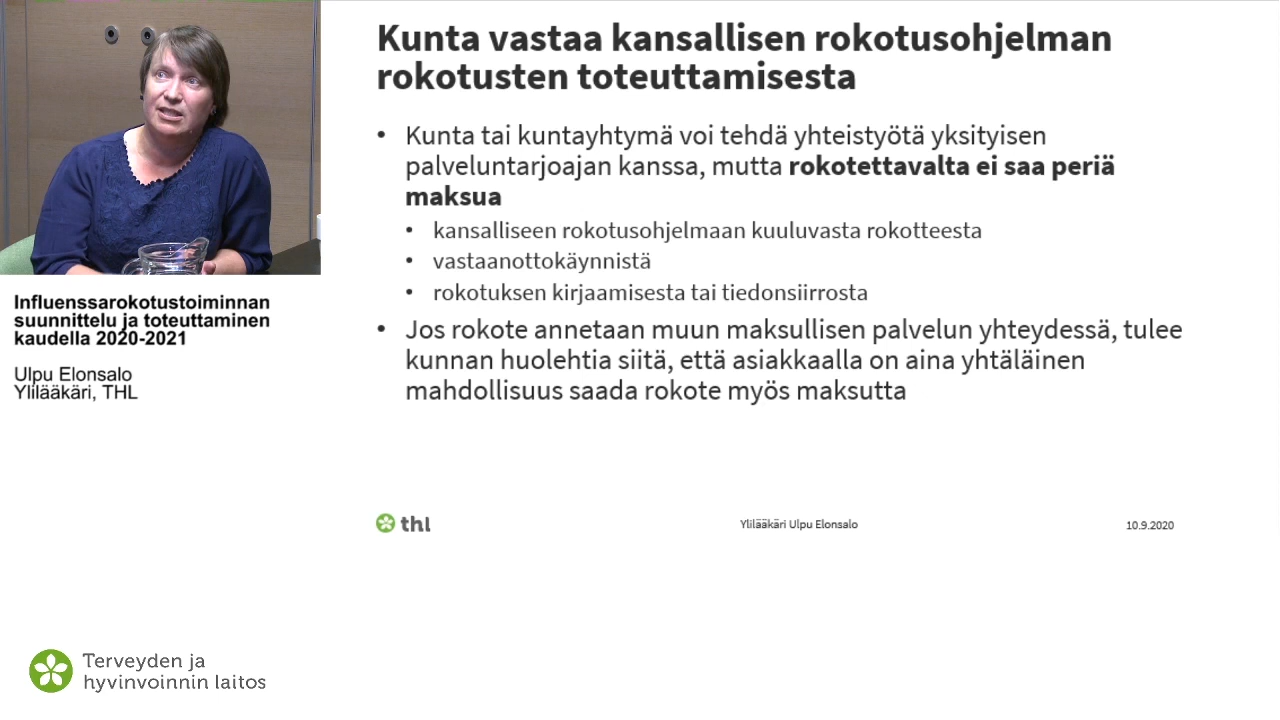 Kunta vastaa kansallisen rokotusohjelman
rokotusten toteuttamisesta
• Kunta tai kuntayhtymä voi tehdä yhteistyötä yksityisen
palveluntarjoajan kanssa, mutta rokotettavalta ei saa periä
maksua
• kansalliseen rokotusohjelmaan kuuluvasta rokotteesta
• vastaanottokäynnistä
• rokotuksen kirjaamisesta tai tiedonsiirrosta
• Jos rokote annetaan muun maksullisen palvelun yhteydessä, tulee
kunnan huolehtia siitä, että asiakkaalla on aina yhtäläinen
mahdollisuus saada rokote myös maksutta
thl
Ylilääkäri Ulpu Elonsalo
10.9.2020
Influenssarokotustoiminnan
suunnittelu ja toteuttaminen
kaudella 2020-2021
Ulpu Elonsalo
Ylilääkäri, THL
Terveyden ja
hyvinvoinnin laitos